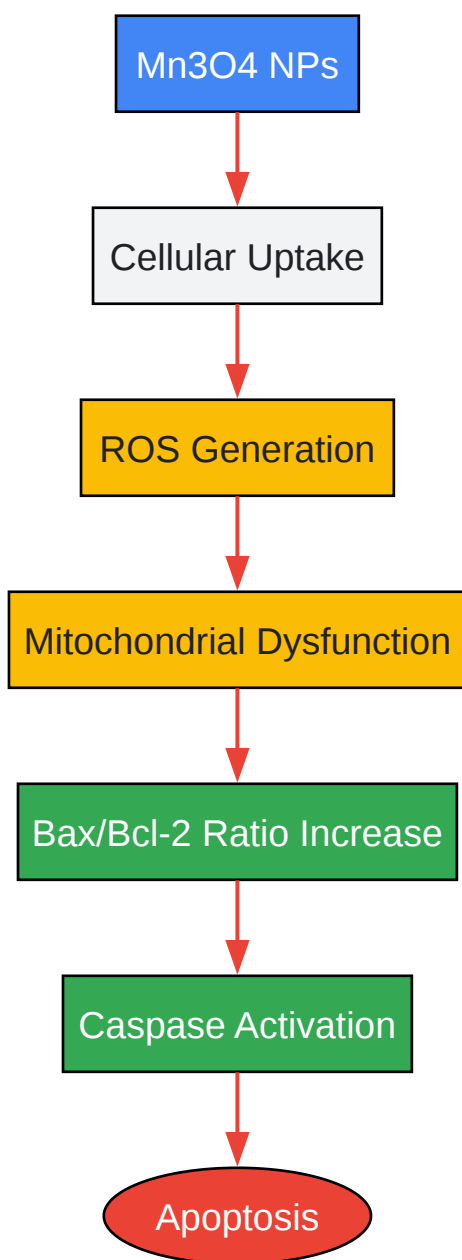 Mn3O4 NPs
Cellular Uptake
ROS Generation
Mitochondrial Dysfunction
Bax/Bcl-2 Ratio Increase
Caspase Activation
Apoptosis